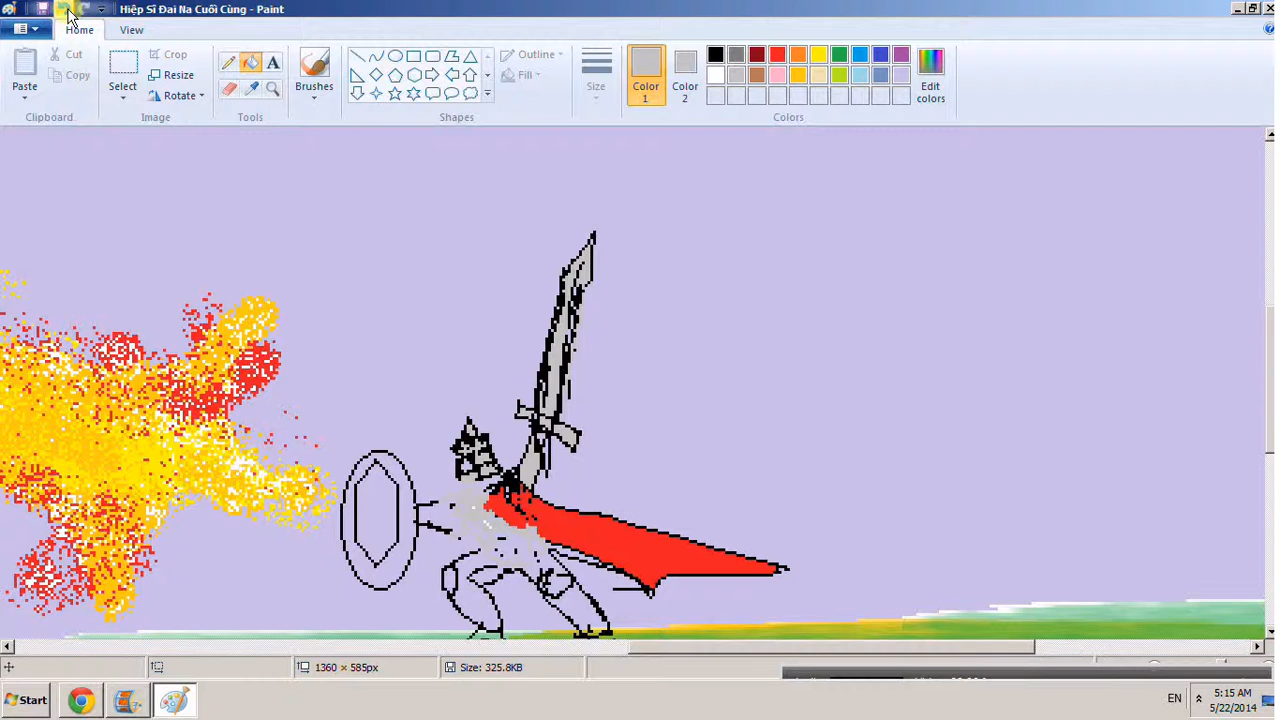 Hiệp Sĩ Đai Na Cuối Cùng - Paint
Home View
Paste
Cut
Copy
Clipboard
Select
Crop
Resize
Rotate
Image
A
Tools
Brushes
Outline
Fill
Shapes
Size
Color 1
Color 2
Edit colors
Colors
1360 × 585px
Size: 325.8KB
Start
EN
5:15 AM
5/22/2014